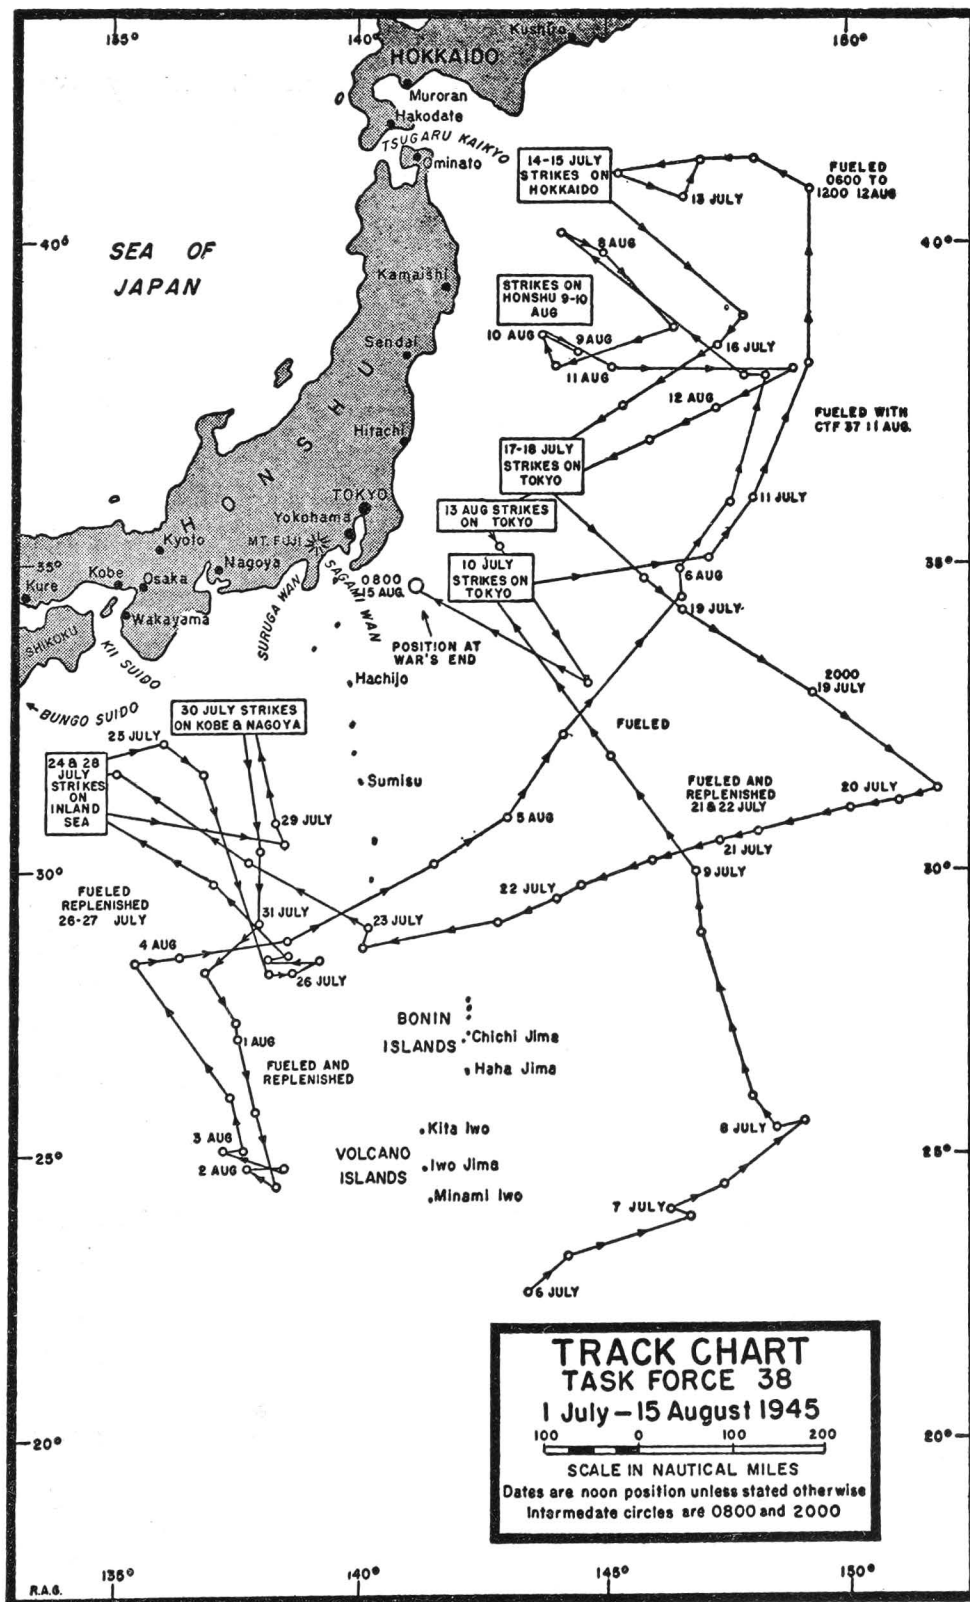 135°
140°
150°
Kushiro
HOKKAIDO
Muroran
Hakodate
TSUGARU KAIKYO
Ominato
14-15 JULY
STRIKES ON
HOKKAIDO
FUELED
0600 TO
1200 12AUG
13 JULY
40°
SEA OF
JAPAN
8 AUG
40°
Kamaishi
STRIKES ON
HONSHU 9-10
AUG
10 AUG
9 AUG
16 JULY
Sendai
11 AUG
12 AUG
FUELED WITH
CTF 37 11 AUG.
HONSHU
Hitachi
17-18 JULY
STRIKES ON
TOKYO
TOKYO
11 JULY
13 AUG STRIKES
ON TOKYO
Yokohama
MT. FUJI
Kyoto
10 JULY
STRIKES ON
TOKYO
35°
Nagoya
35°
Kobe
Osaka
Kure
0800
15 AUG.
6 AUG
19 JULY
SURUGA WAN
SAGAMI WAN
Wakayama
SHIKOKU
KII SUIDO
POSITION AT
WAR'S END
2000
19 JULY
Hachijo
BUNGO SUIDO
30 JULY STRIKES
ON KOBE & NAGOYA
FUELED
25 JULY
24 & 28
JULY
STRIKES
ON
INLAND
SEA
Sumisu
FUELED AND
REPLENISHED
21 & 22 JULY
20 JULY
29 JULY
5 AUG
21 JULY
30°
9 JULY
30°
FUELED
REPLENISHED
26-27 JULY
22 JULY
31 JULY
23 JULY
4 AUG
26 JULY
BONIN
ISLANDS
Chichi Jima
1 AUG
FUELED AND
REPLENISHED
Haha Jima
8 JULY
Kita Iwo
3 AUG
25°
VOLCANO
ISLANDS
Iwo Jima
25°
2 AUG
Minami Iwo
7 JULY
6 JULY
TRACK CHART
TASK FORCE 38
1 July – 15 August 1945
100 0 100 200
SCALE IN NAUTICAL MILES
Dates are noon position unless stated otherwise
Intermedate circles are 0800 and 2000
20°
20°
R.A.G.
135°
140°
145°
150°